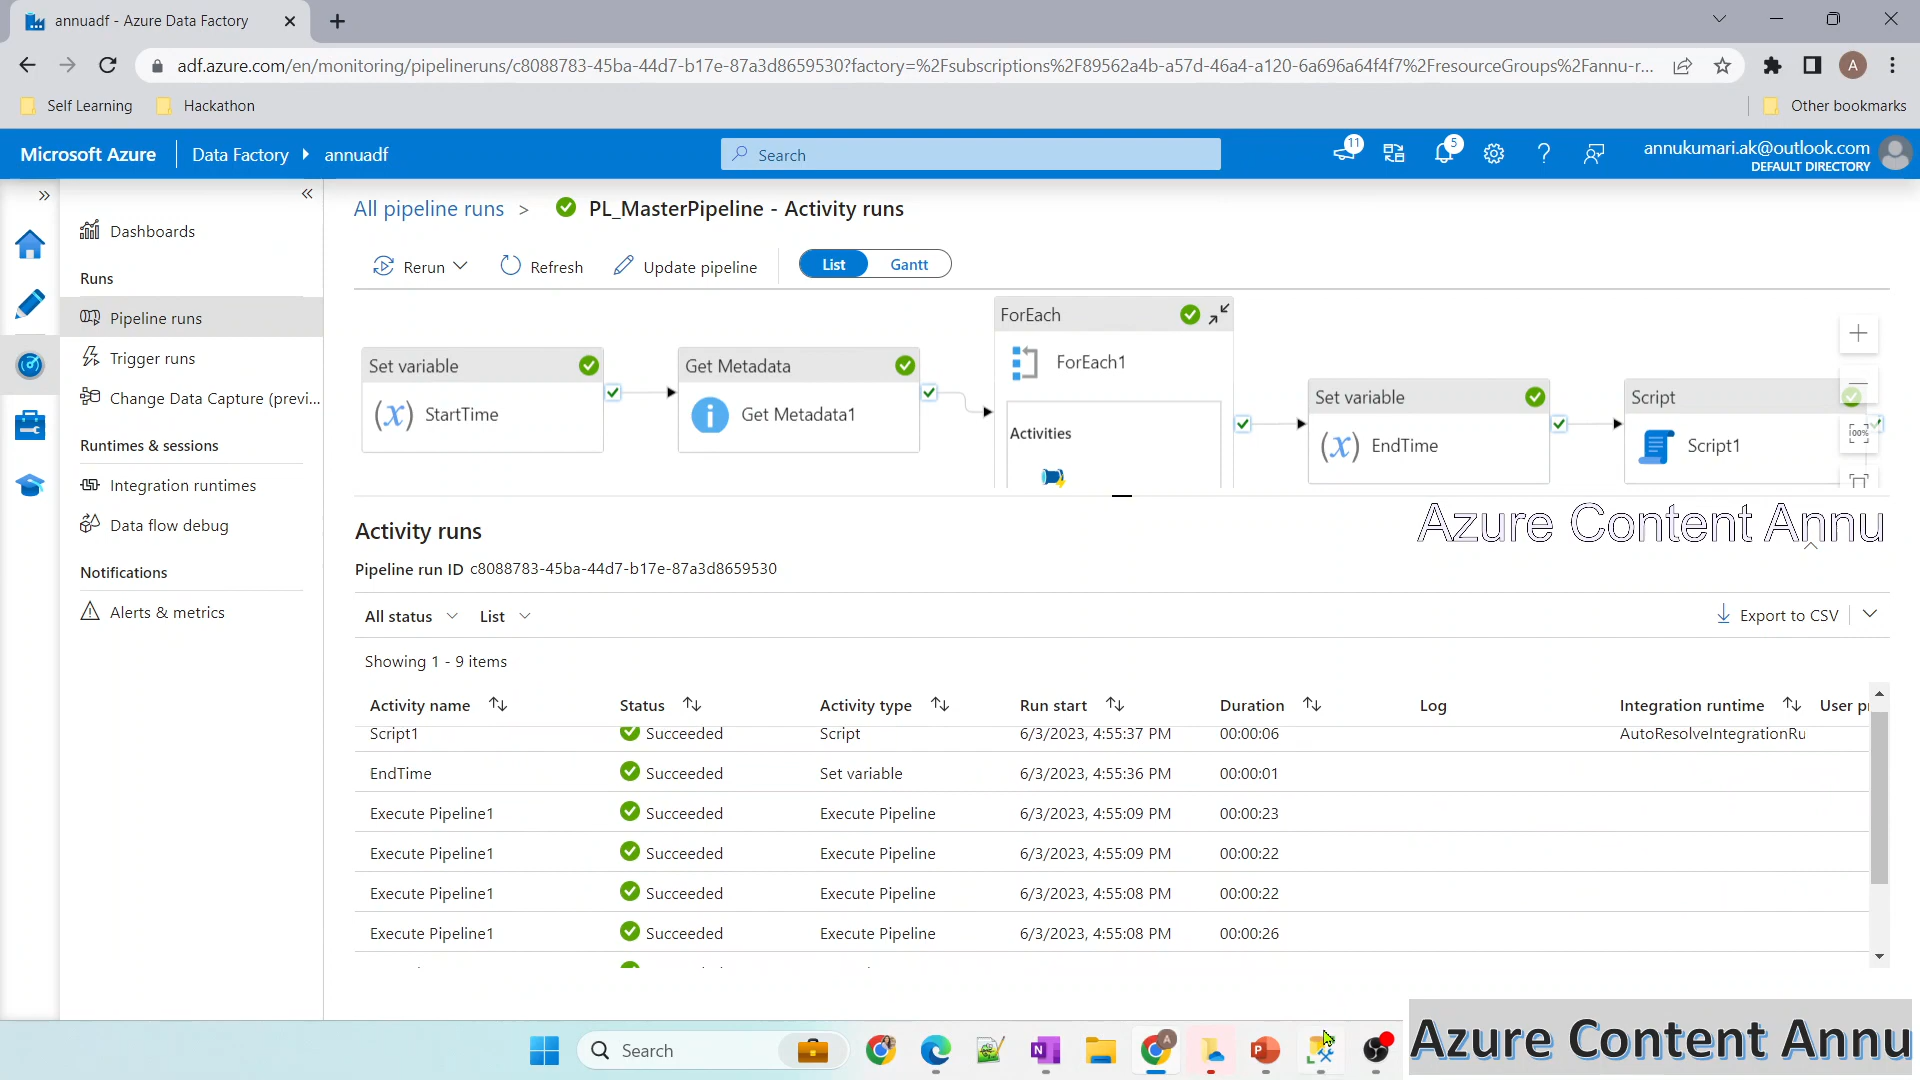 annuadf - Azure Data Factory
adf.azure.com/en/monitoring/pipelineruns/c8088783-45ba-44d7-b17e-87a3d8659530?factory=%2Fsubscriptions%2F89562a4b-a57d-46a4-a120-6a696a64f4f7%2FresourceGroups%2Fannu-r...
A
Self Learning
Hackathon
Other bookmarks
Microsoft Azure
Data Factory
annuadf
Search
11
5
annukumari.ak@outlook.com
DEFAULT DIRECTORY
Dashboards
Runs
Pipeline runs
Trigger runs
Change Data Capture (previ...
Runtimes & sessions
Integration runtimes
Data flow debug
Notifications
Alerts & metrics
All pipeline runs > PL_MasterPipeline - Activity runs
Rerun
Refresh
Update pipeline
List
Gantt
Set variable
StartTime
Get Metadata
Get Metadata1
ForEach
ForEach1
Activities
Set variable
EndTime
Script
Script1
100%
Azure Content Annu
Activity runs
Pipeline run ID c8088783-45ba-44d7-b17e-87a3d8659530
All status
List
Export to CSV
Showing 1 - 9 items
Activity name Status Activity type Run start Duration Log Integration runtime User pr
Script1 Succeeded Script 6/3/2023, 4:55:37 PM 00:00:06 AutoResolveIntegrationRu
EndTime Succeeded Set variable 6/3/2023, 4:55:36 PM 00:00:01
Execute Pipeline1 Succeeded Execute Pipeline 6/3/2023, 4:55:09 PM 00:00:23
Execute Pipeline1 Succeeded Execute Pipeline 6/3/2023, 4:55:09 PM 00:00:22
Execute Pipeline1 Succeeded Execute Pipeline 6/3/2023, 4:55:08 PM 00:00:22
Execute Pipeline1 Succeeded Execute Pipeline 6/3/2023, 4:55:08 PM 00:00:26
Search
Azure Content Annu